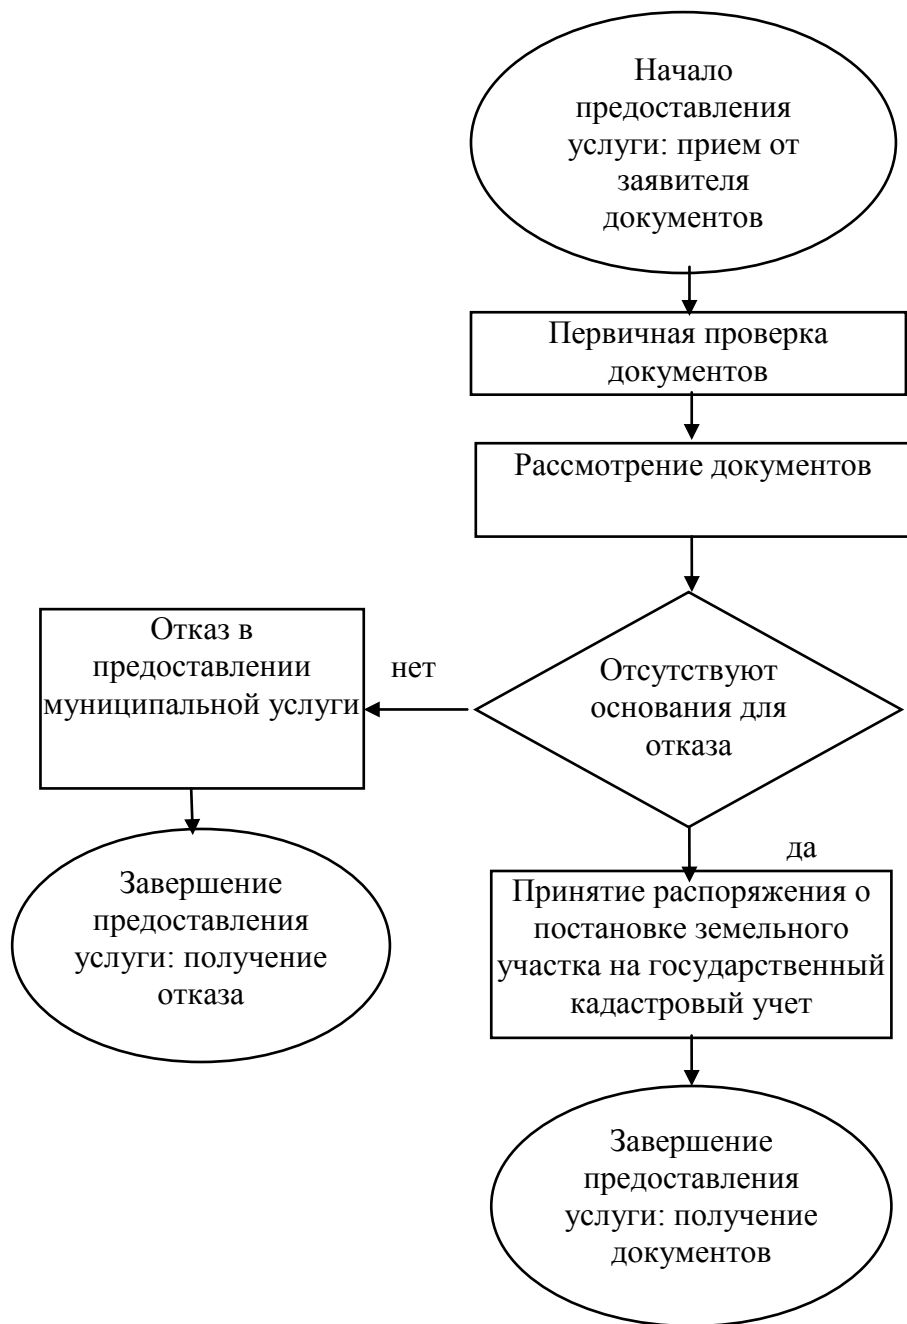 Начало
предоставления
услуги: прием от
заявителя
документов
Первичная проверка
документов
Рассмотрение документов
Отсутствуют
основания для
отказа
нет
Отказ в
предоставлении
муниципальной услуги
Завершение
предоставления
услуги: получение
отказа
да
Принятие распоряжения о
постановке земельного
участка на государственный
кадастровый учет
Завершение
предоставления
услуги: получение
документов